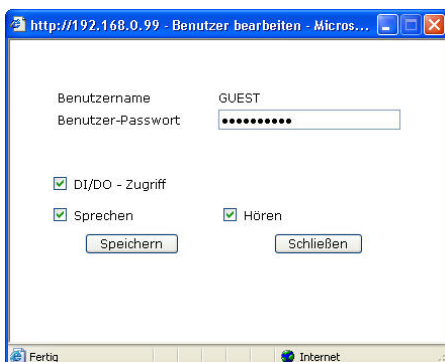 http://192.168.0.99 - Benutzer bearbeiten - Micros...
Benutzername GUEST
Benutzer-Passwort ●●●●●●●●●●
DI/DO - Zugriff
Sprechen Hören
Speichern Schließen
Fertig Internet